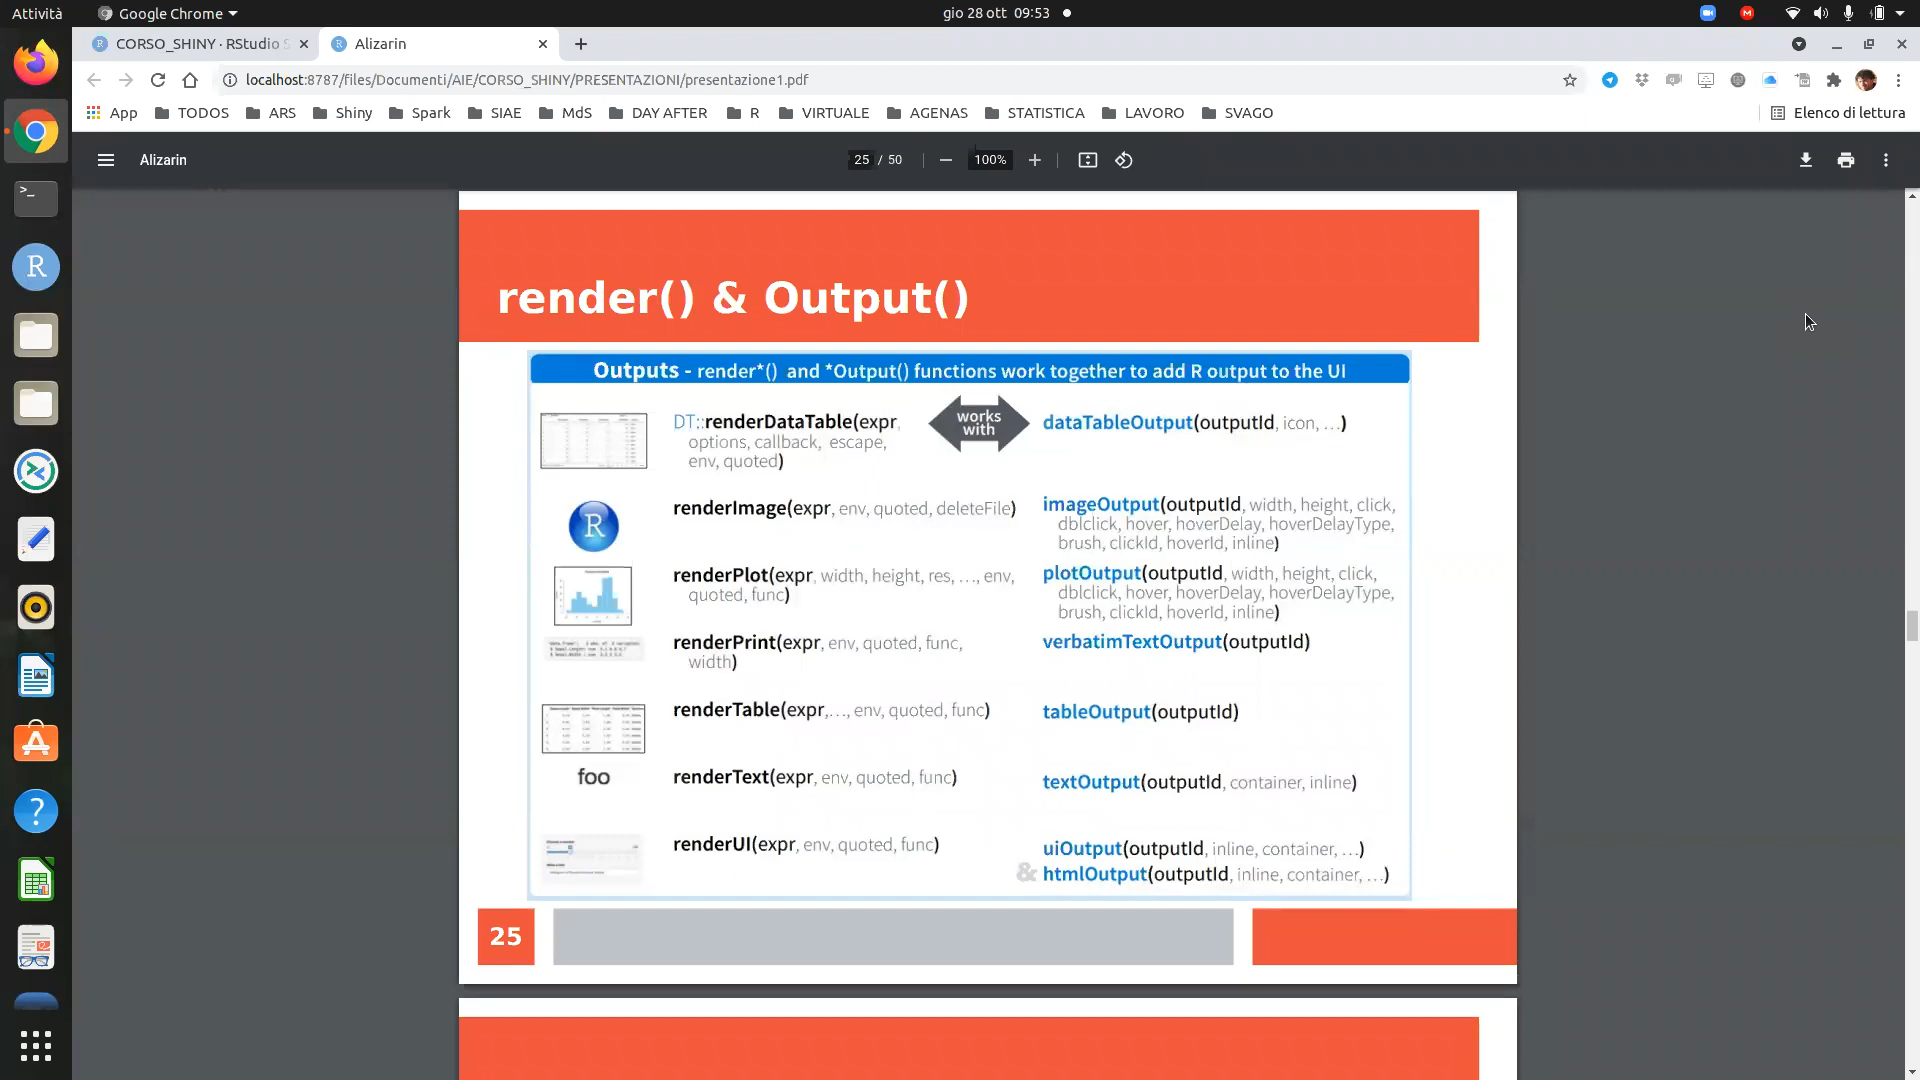 Attività
Google Chrome
gio 28 ott 09:53
CORSO_SHINY · RStudio S
Alizarin
localhost:8787/files/Documenti/AIE/CORSO_SHINY/PRESENTAZIONI/presentazione1.pdf
App TODOS ARS Shiny Spark SIAE MdS DAY AFTER R VIRTUALE AGENAS STATISTICA LAVORO SVAGO Elenco di lettura
Alizarin
25 / 50
100%
render() & Output()
Outputs - render*() and *Output() functions work together to add R output to the UI
DT::renderDataTable(expr,
options, callback, escape,
env, quoted)
works
with
dataTableOutput(outputId, icon, …)
renderImage(expr, env, quoted, deleteFile)
imageOutput(outputId, width, height, click,
dblclick, hover, hoverDelay, hoverDelayType,
brush, clickId, hoverId, inline)
renderPlot(expr, width, height, res, …, env,
quoted, func)
plotOutput(outputId, width, height, click,
dblclick, hover, hoverDelay, hoverDelayType,
brush, clickId, hoverId, inline)
renderPrint(expr, env, quoted, func,
width)
verbatimTextOutput(outputId)
renderTable(expr,…, env, quoted, func)
tableOutput(outputId)
foo
renderText(expr, env, quoted, func)
textOutput(outputId, container, inline)
renderUI(expr, env, quoted, func)
uiOutput(outputId, inline, container, …)
& htmlOutput(outputId, inline, container, …)
25